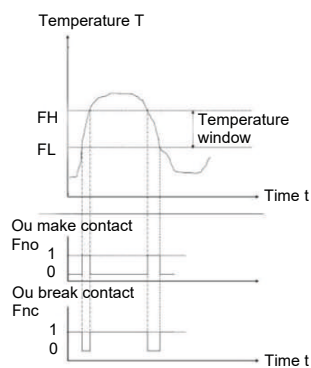 Temperature T
FH
FL
Temperature
window
Time t
Ou make contact
Fno
1
0
Ou break contact
Fnc
1
0
Time t